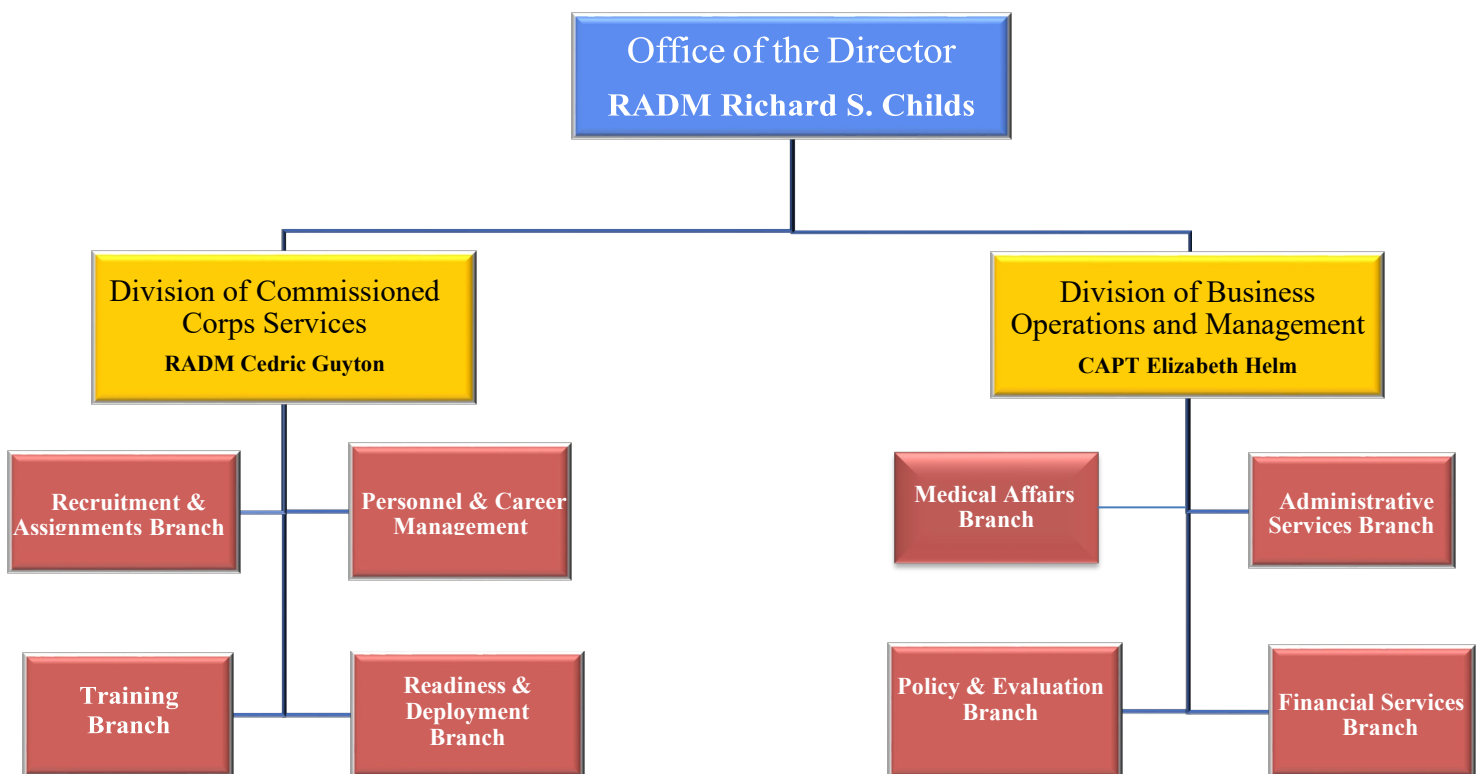 Office of the Director
RADM Richard S. Childs
Division of Commissioned
Corps Services
RADM Cedric Guyton
Division of Business
Operations and Management
CAPT Elizabeth Helm
Recruitment &
Assignments Branch
Personnel & Career
Management
Medical Affairs
Branch
Administrative
Services Branch
Training
Branch
Readiness &
Deployment
Branch
Policy & Evaluation
Branch
Financial Services
Branch